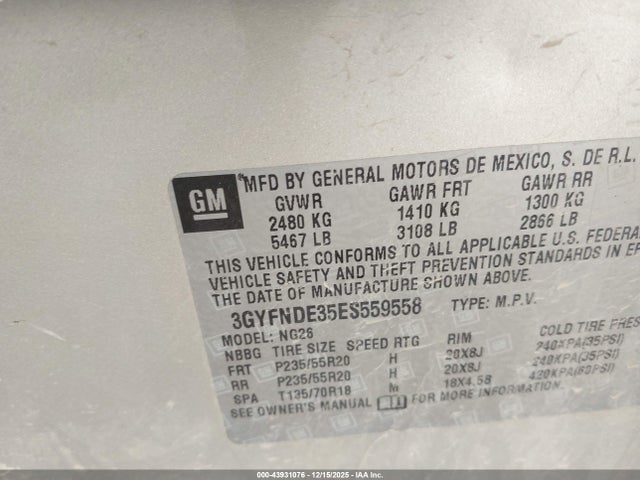 GM
MFD BY GENERAL MOTORS DE MEXICO, S. DE R.L.
GVWR GAWR FRT GAWR RR
2480 KG 1410 KG 1300 KG
5467 LB 3108 LB 2866 LB
THIS VEHICLE CONFORMS TO ALL APPLICABLE U.S. FEDERAL
VEHICLE SAFETY AND THEFT PREVENTION STANDARDS IN EF
THE DATE OF MANUFACTURE SHOWN ABOVE.
3GYFNDE35ES559558 TYPE: M.P.V.
MODEL: NG26
NBBG TIRE SIZE SPEED RTG RIM COLD TIRE PRES
FRT P235/55R20 H 20X8J 240KPA(35PSI)
RR P235/55R20 H 20X8J 240KPA(35PSI)
SPA T135/70R18 M 18X4.5B 420KPA(60PSI)
SEE OWNER'S MANUAL FOR MORE INFORMATION.
000-43931076 - 12/15/2025 - IAA Inc.